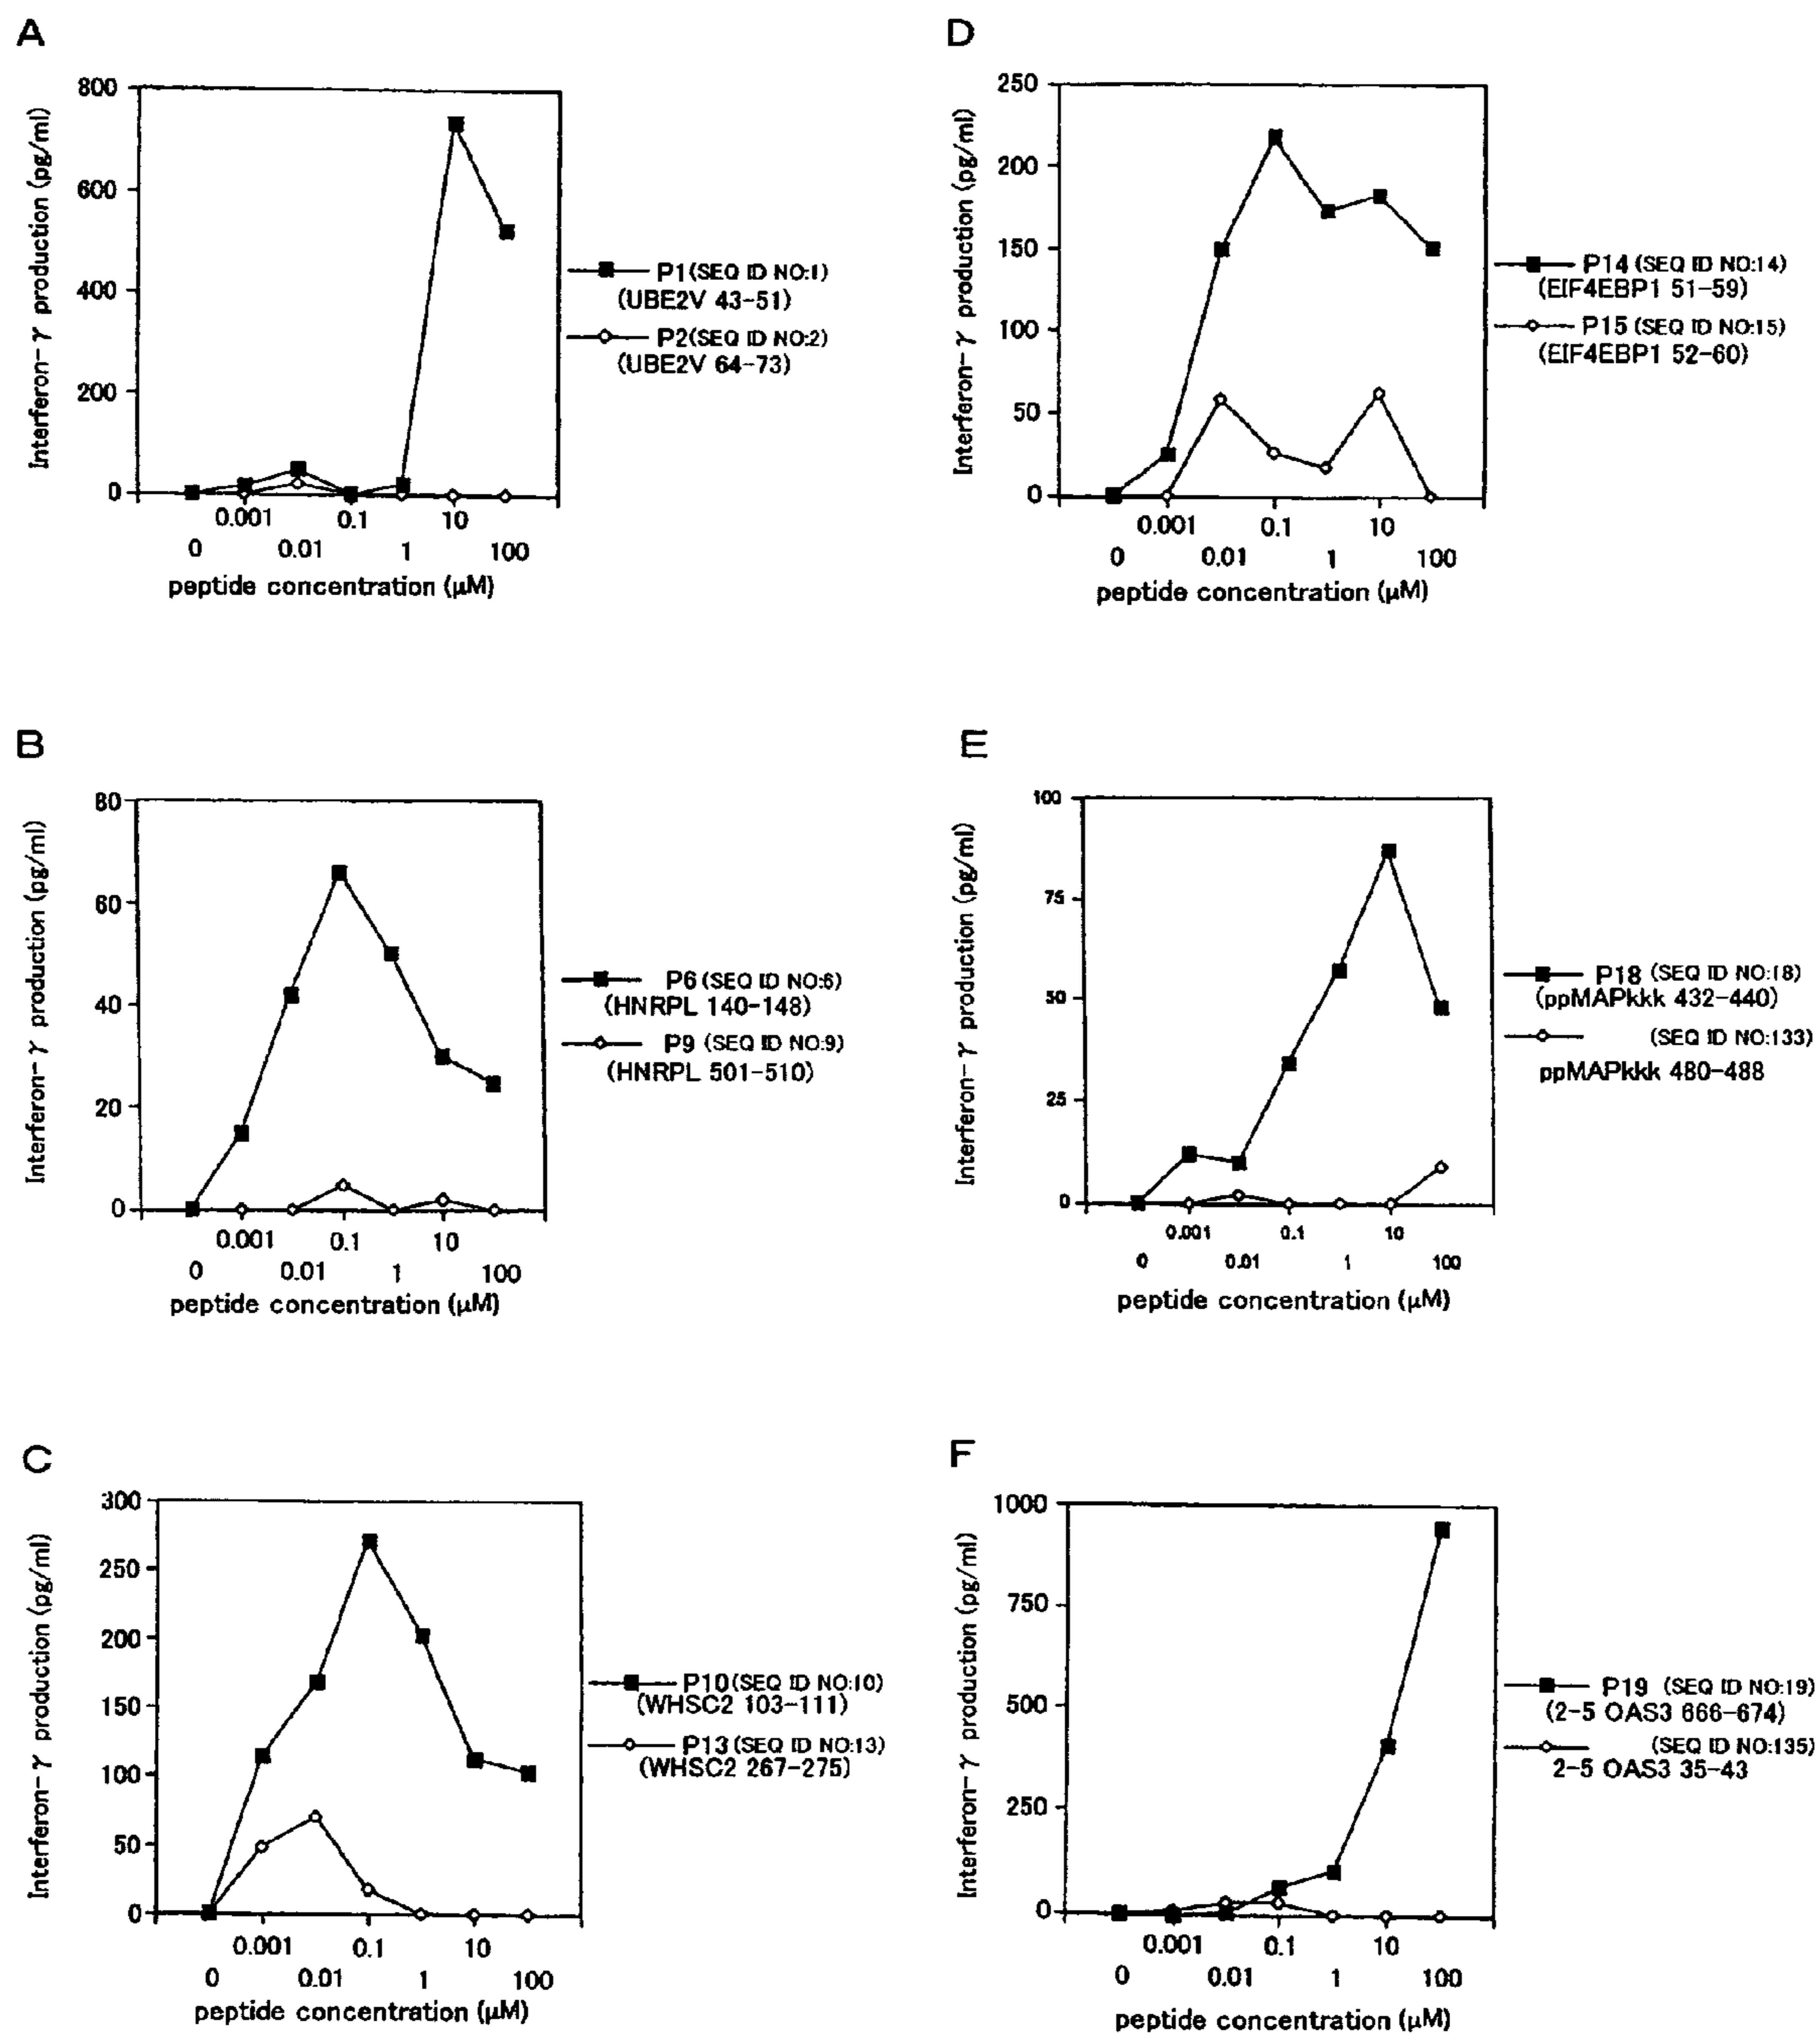 A
Interferon-γ production (pg/ml)
800
600
400
200
0
0.001 0.1 10
0 0.01 1 100
peptide concentration (μM)
P1(SEQ ID NO:1)
(UBE2V 43-51)
P2(SEQ ID NO:2)
(UBE2V 64-73)
D
Interferon-γ production (pg/ml)
250
200
150
100
50
0
0.001 0.1 10
0 0.01 1 100
peptide concentration (μM)
P14 (SEQ ID NO:14)
(EIF4EBP1 51-59)
P15 (SEQ ID NO:15)
(EIF4EBP1 52-60)
B
Interferon-γ production (pg/ml)
80
60
40
20
0
0.001 0.1 10
0 0.01 1 100
peptide concentration (μM)
P6 (SEQ ID NO:6)
(HNRPL 140-148)
P9 (SEQ ID NO:9)
(HNRPL 501-510)
E
Interferon-γ production (pg/ml)
100
75
50
25
0
0.001 0.1 10
0 0.01 1 100
peptide concentration (μM)
P18 (SEQ ID NO:18)
(ppMAPkkk 432-440)
(SEQ ID NO:133)
ppMAPkkk 480-488
C
Interferon-γ production (pg/ml)
300
250
200
150
100
50
0
0.001 0.1 10
0 0.01 1 100
peptide concentration (μM)
P10(SEQ ID NO:10)
(WHSC2 103-111)
P13(SEQ ID NO:13)
(WHSC2 267-275)
F
Interferon-γ production (pg/ml)
1000
750
500
250
0
0.001 0.1 10
0 0.01 1 100
peptide concentration (μM)
P19 (SEQ ID NO:19)
(2-5 OAS3 666-674)
(SEQ ID NO:135)
2-5 OAS3 35-43